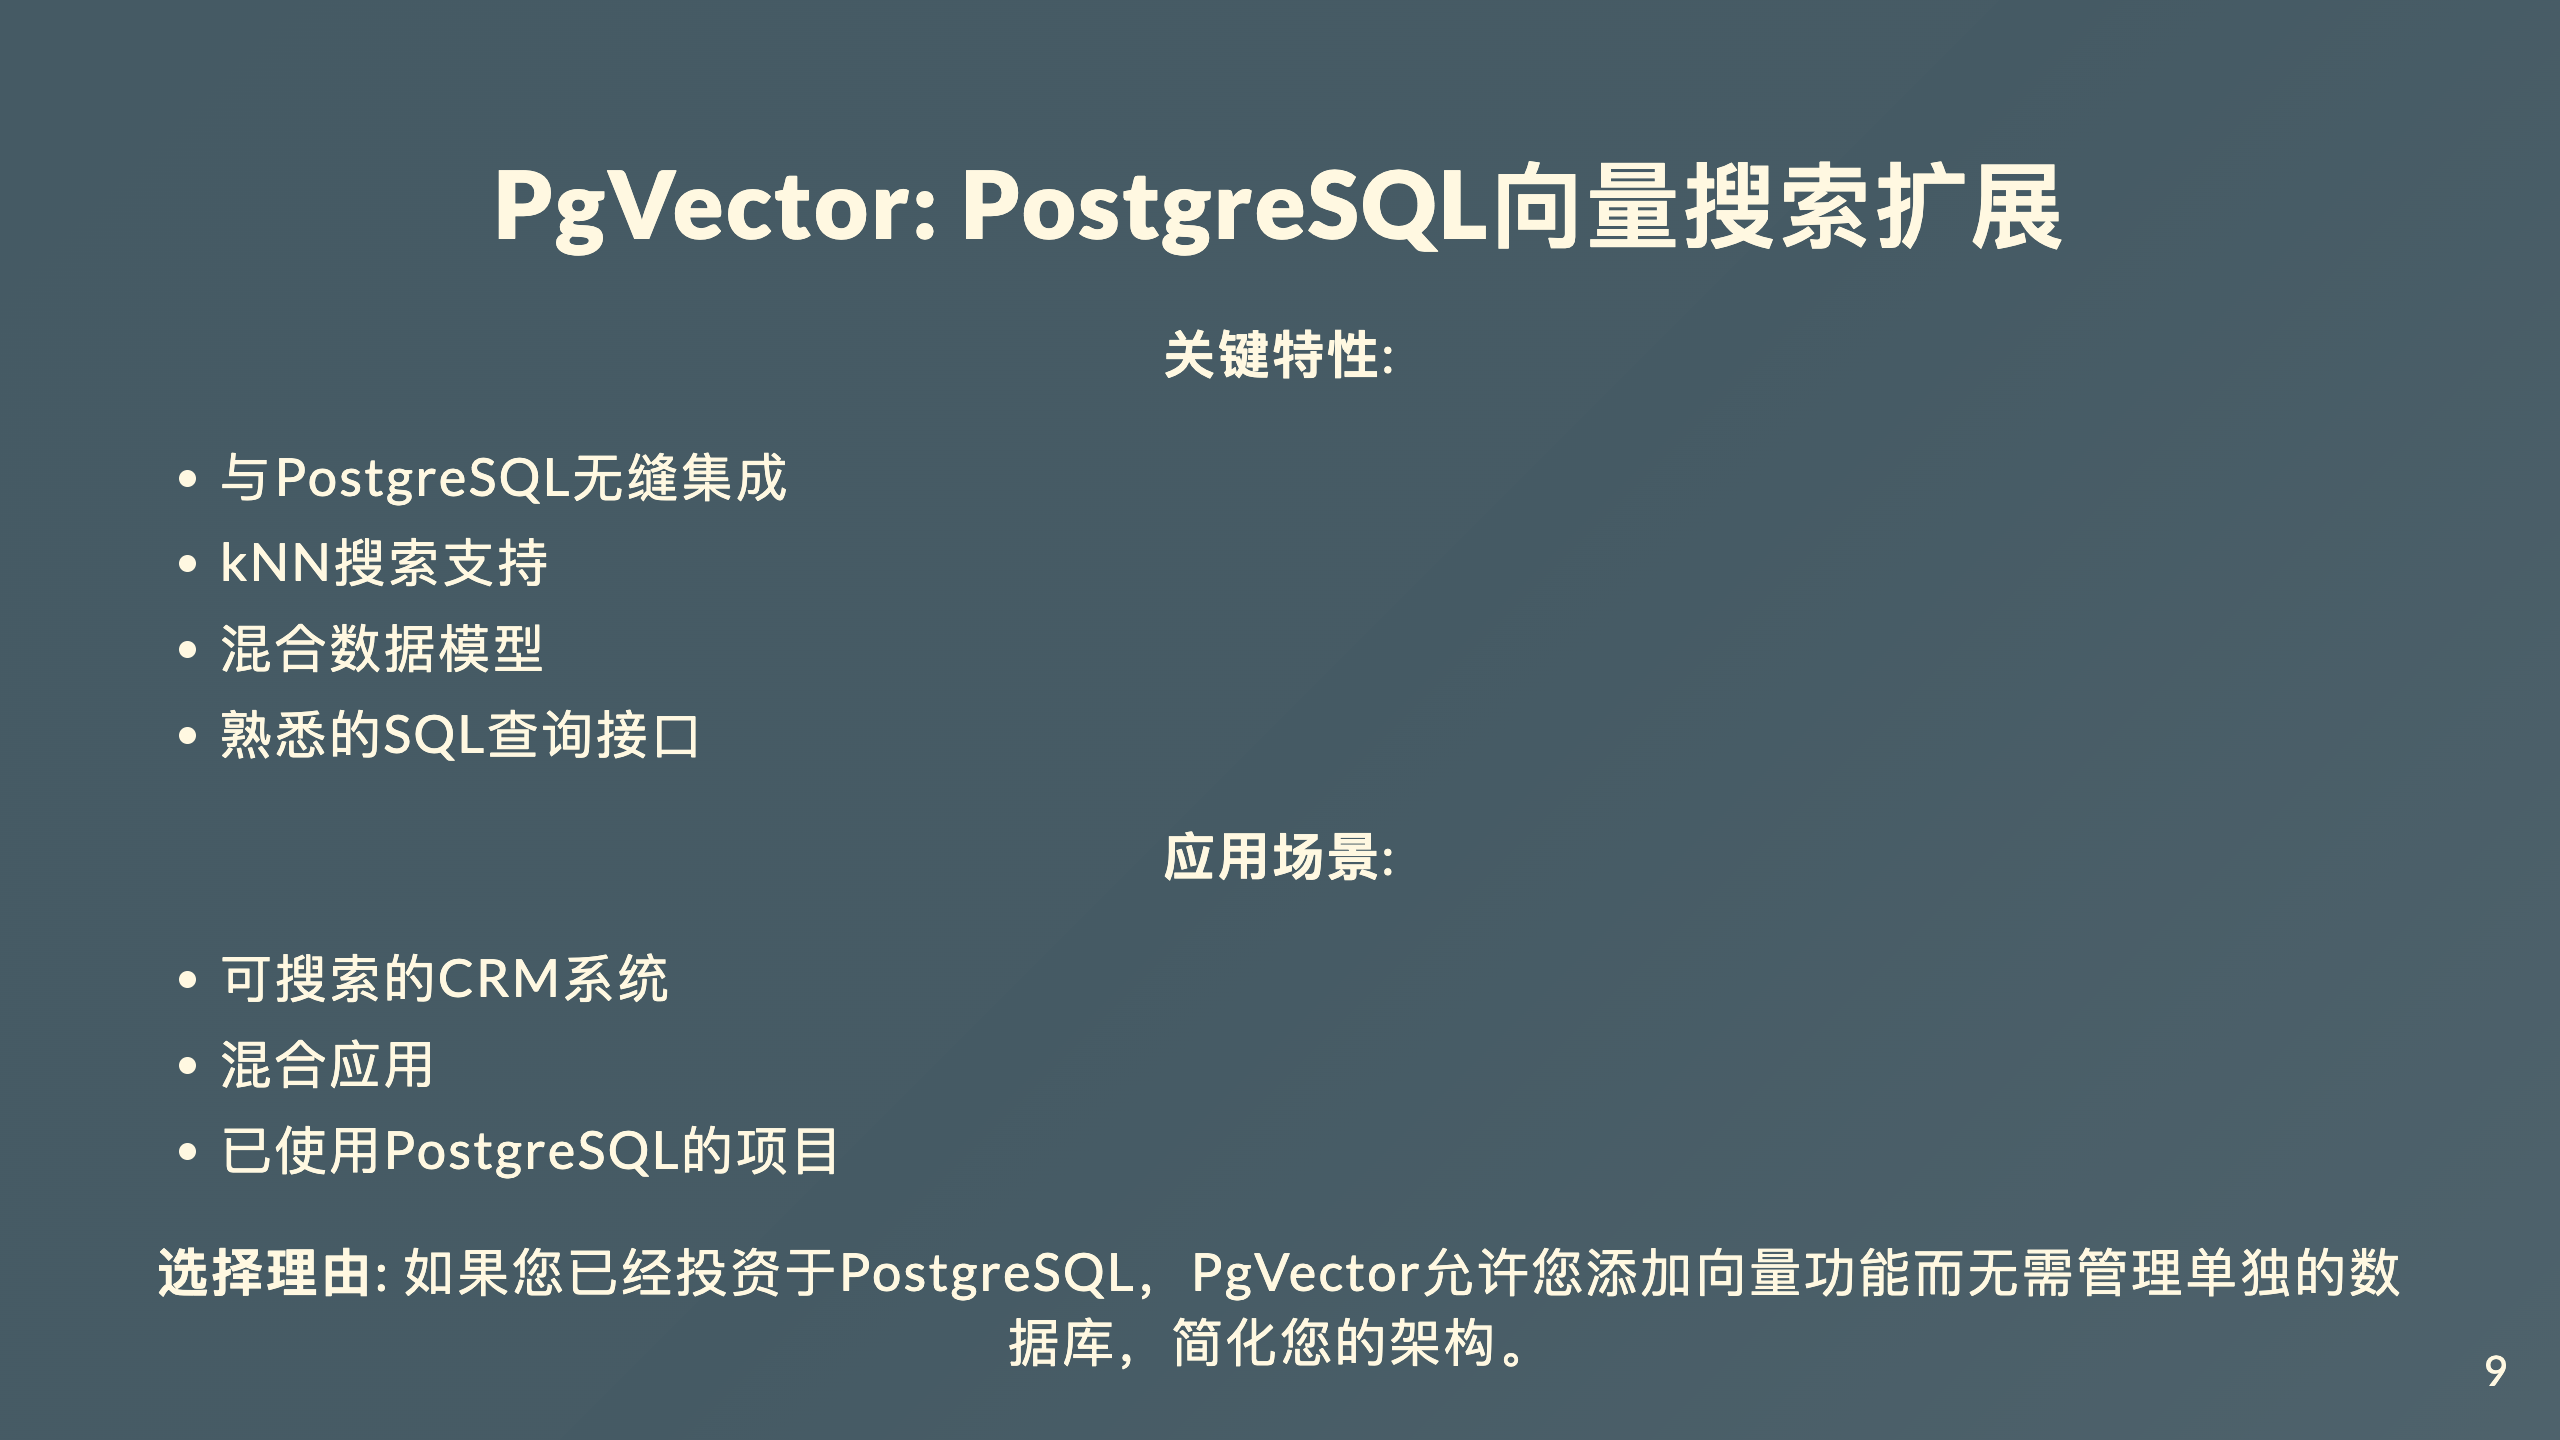 PgVector: PostgreSQL向量搜索扩展
关键特性:
• 与PostgreSQL无缝集成
• kNN搜索支持
• 混合数据模型
• 熟悉的SQL查询接口
应用场景:
• 可搜索的CRM系统
• 混合应用
• 已使用PostgreSQL的项目
选择理由: 如果您已经投资于PostgreSQL，PgVector允许您添加向量功能而无需管理单独的数
据库，简化您的架构。
9